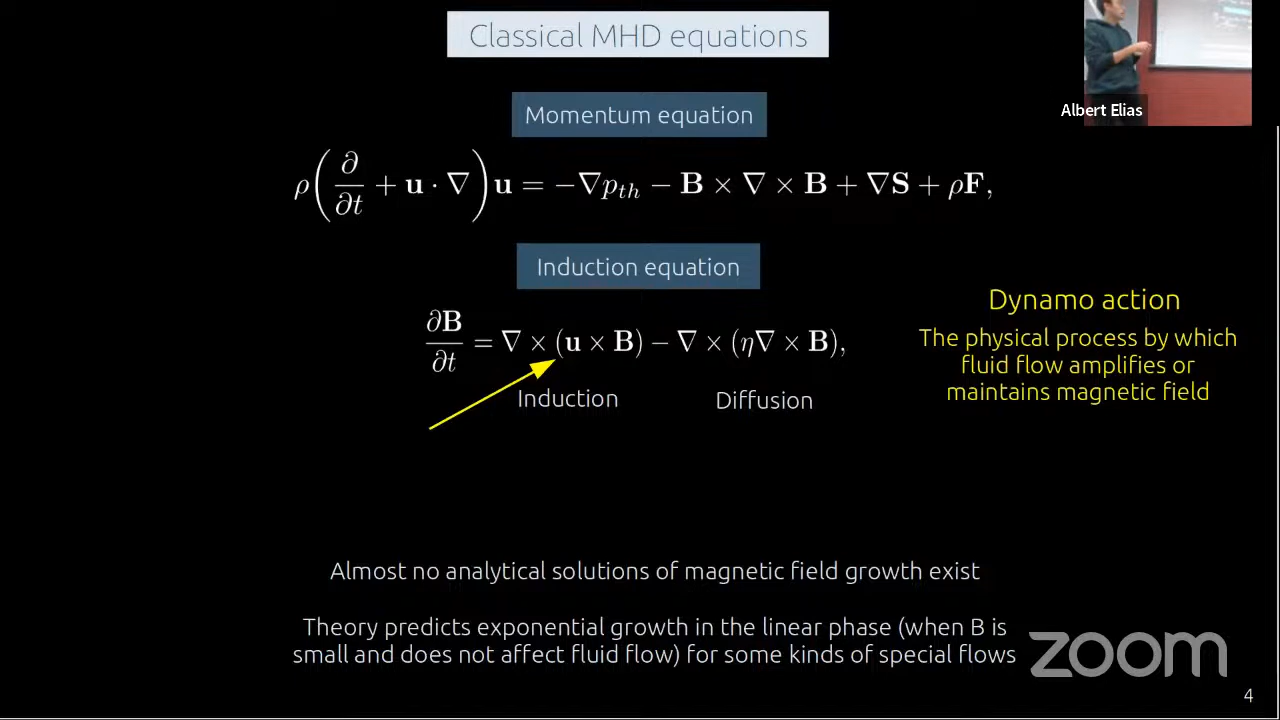 Classical MHD equations
Albert Elias
Momentum equation
ρ(∂/∂t + u · ∇)u = −∇p_th − B × ∇ × B + ∇S + ρF,
Induction equation
∂B/∂t = ∇ × (u × B) − ∇ × (η∇ × B),
Induction
Diffusion
Dynamo action
The physical process by which
fluid flow amplifies or
maintains magnetic field
Almost no analytical solutions of magnetic field growth exist
Theory predicts exponential growth in the linear phase (when B is
small and does not affect fluid flow) for some kinds of special flows
zoom
4